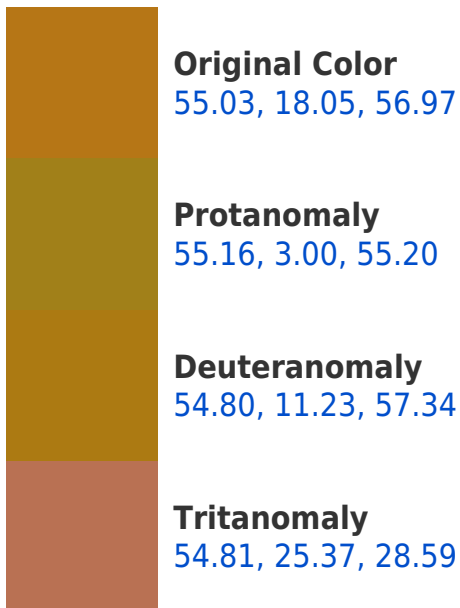 Original Color
55.03, 18.05, 56.97
Protanomaly
55.16, 3.00, 55.20
Deuteranomaly
54.80, 11.23, 57.34
Tritanomaly
54.81, 25.37, 28.59